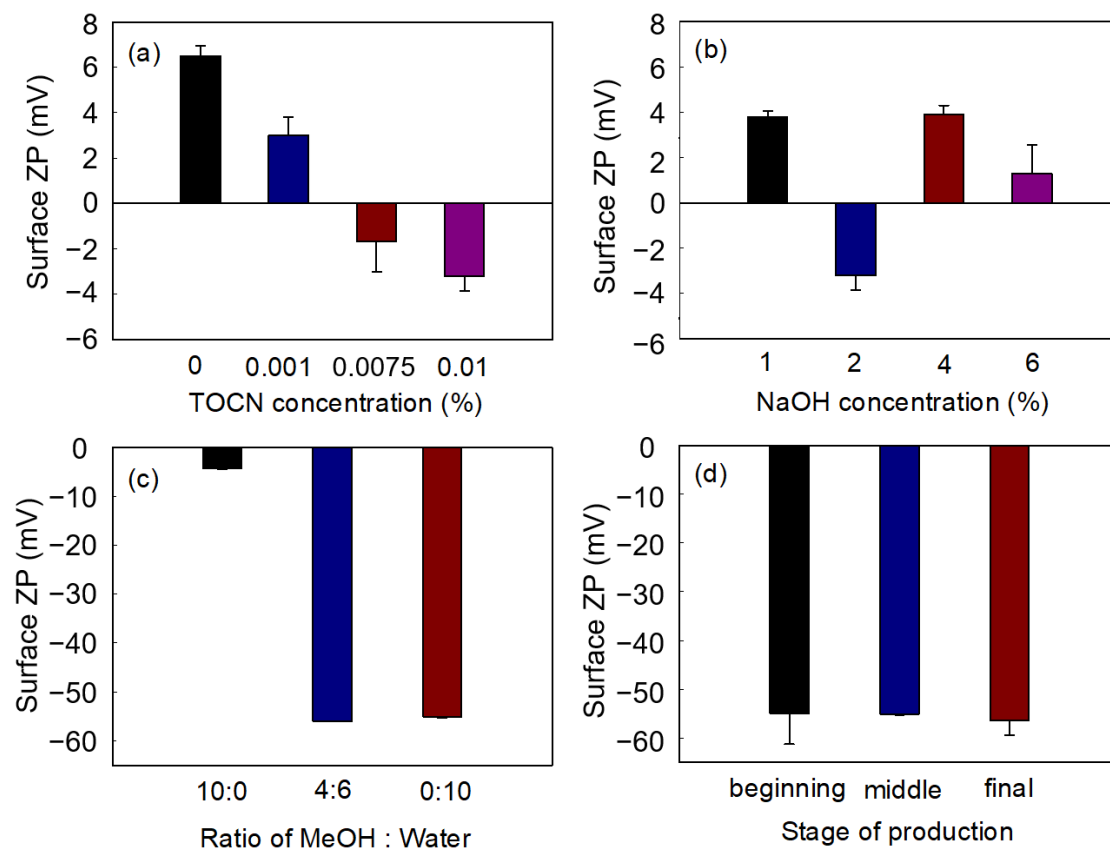 (a)
Surface ZP (mV)
8
6
4
2
0
−2
−4
−6
0 0.001 0.0075 0.01
TOCN concentration (%)
(b)
Surface ZP (mV)
8
6
4
2
0
−2
−4
−6
1 2 4 6
NaOH concentration (%)
(c)
Surface ZP (mV)
0
−10
−20
−30
−40
−50
−60
10:0 4:6 0:10
Ratio of MeOH : Water
(d)
Surface ZP (mV)
0
−10
−20
−30
−40
−50
−60
beginning middle final
Stage of production